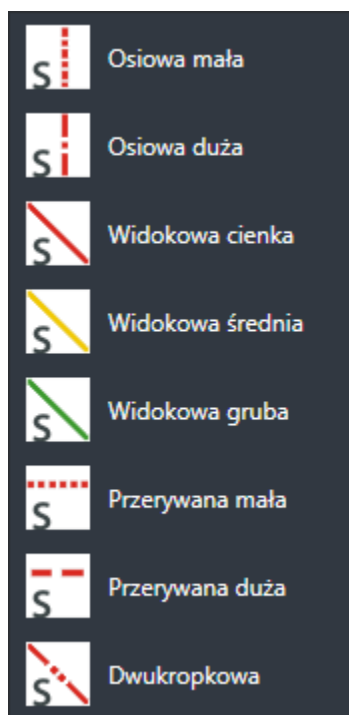 S Osiowa mała
S Osiowa duża
S Widokowa cienka
S Widokowa średnia
S Widokowa gruba
S Przerywana mała
S Przerywana duża
S Dwukropkowa